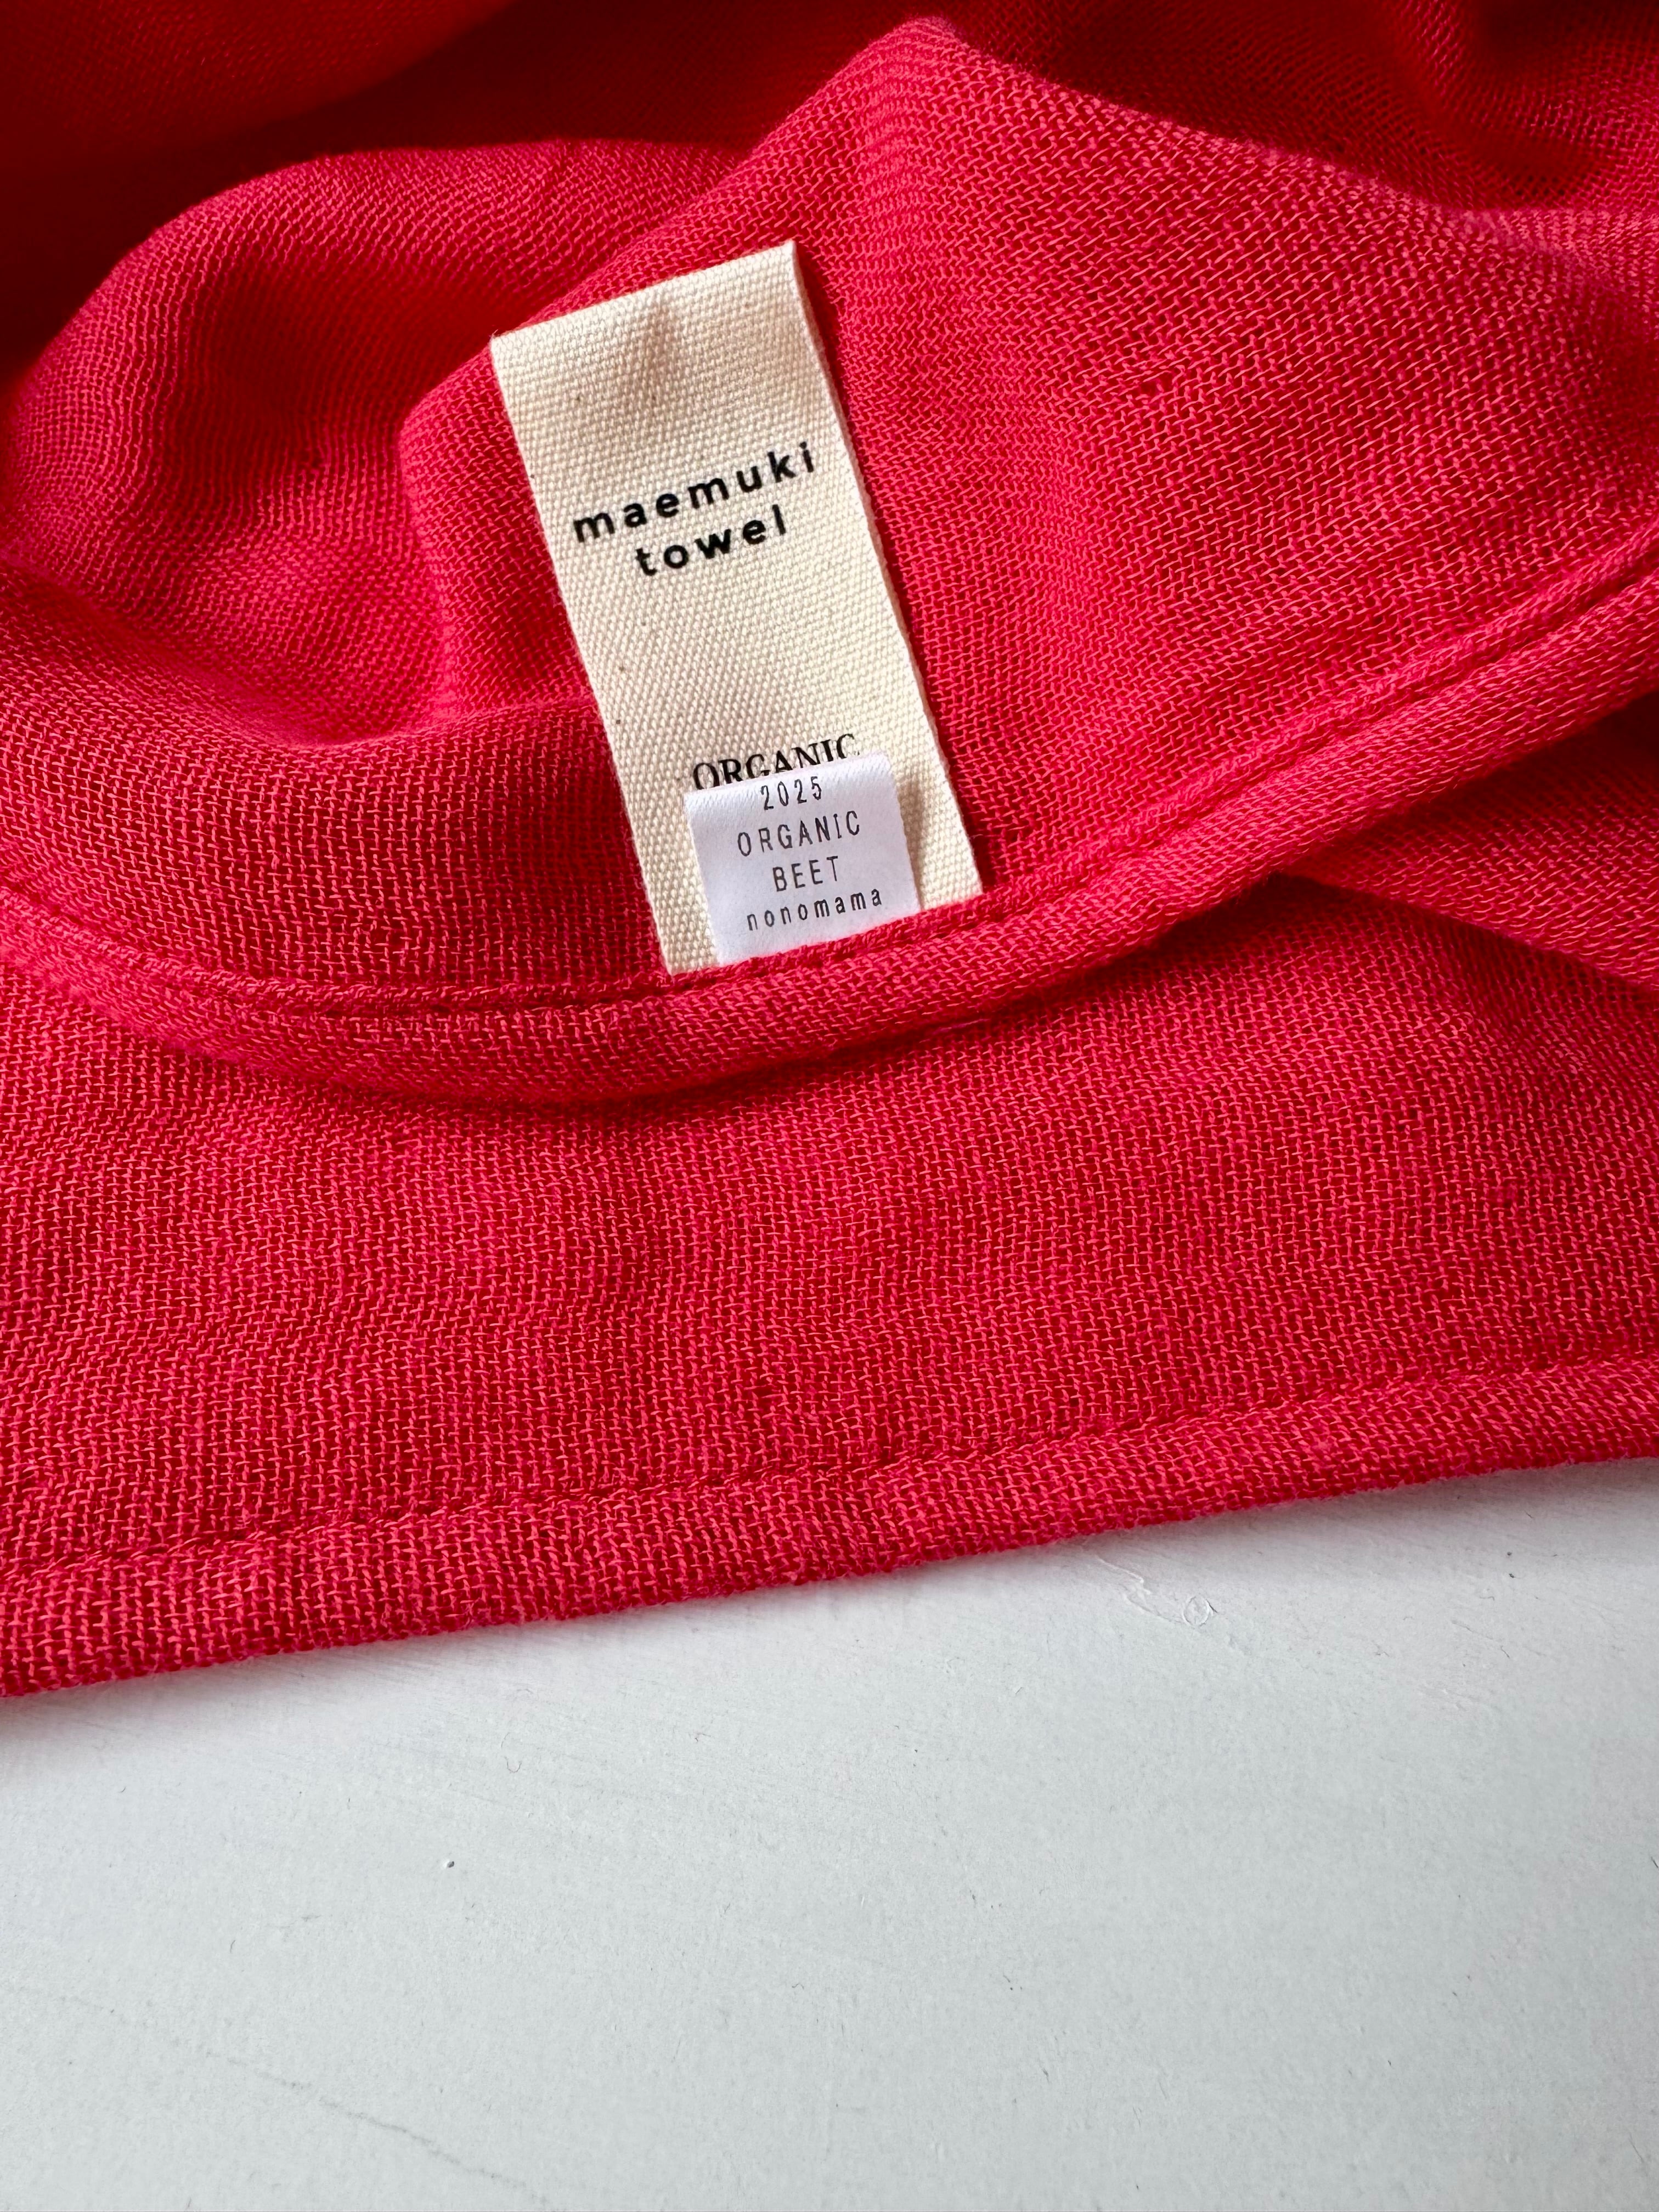 maemuki
towel
ORGANIC
2025
ORGANIC
BEET
nonomama